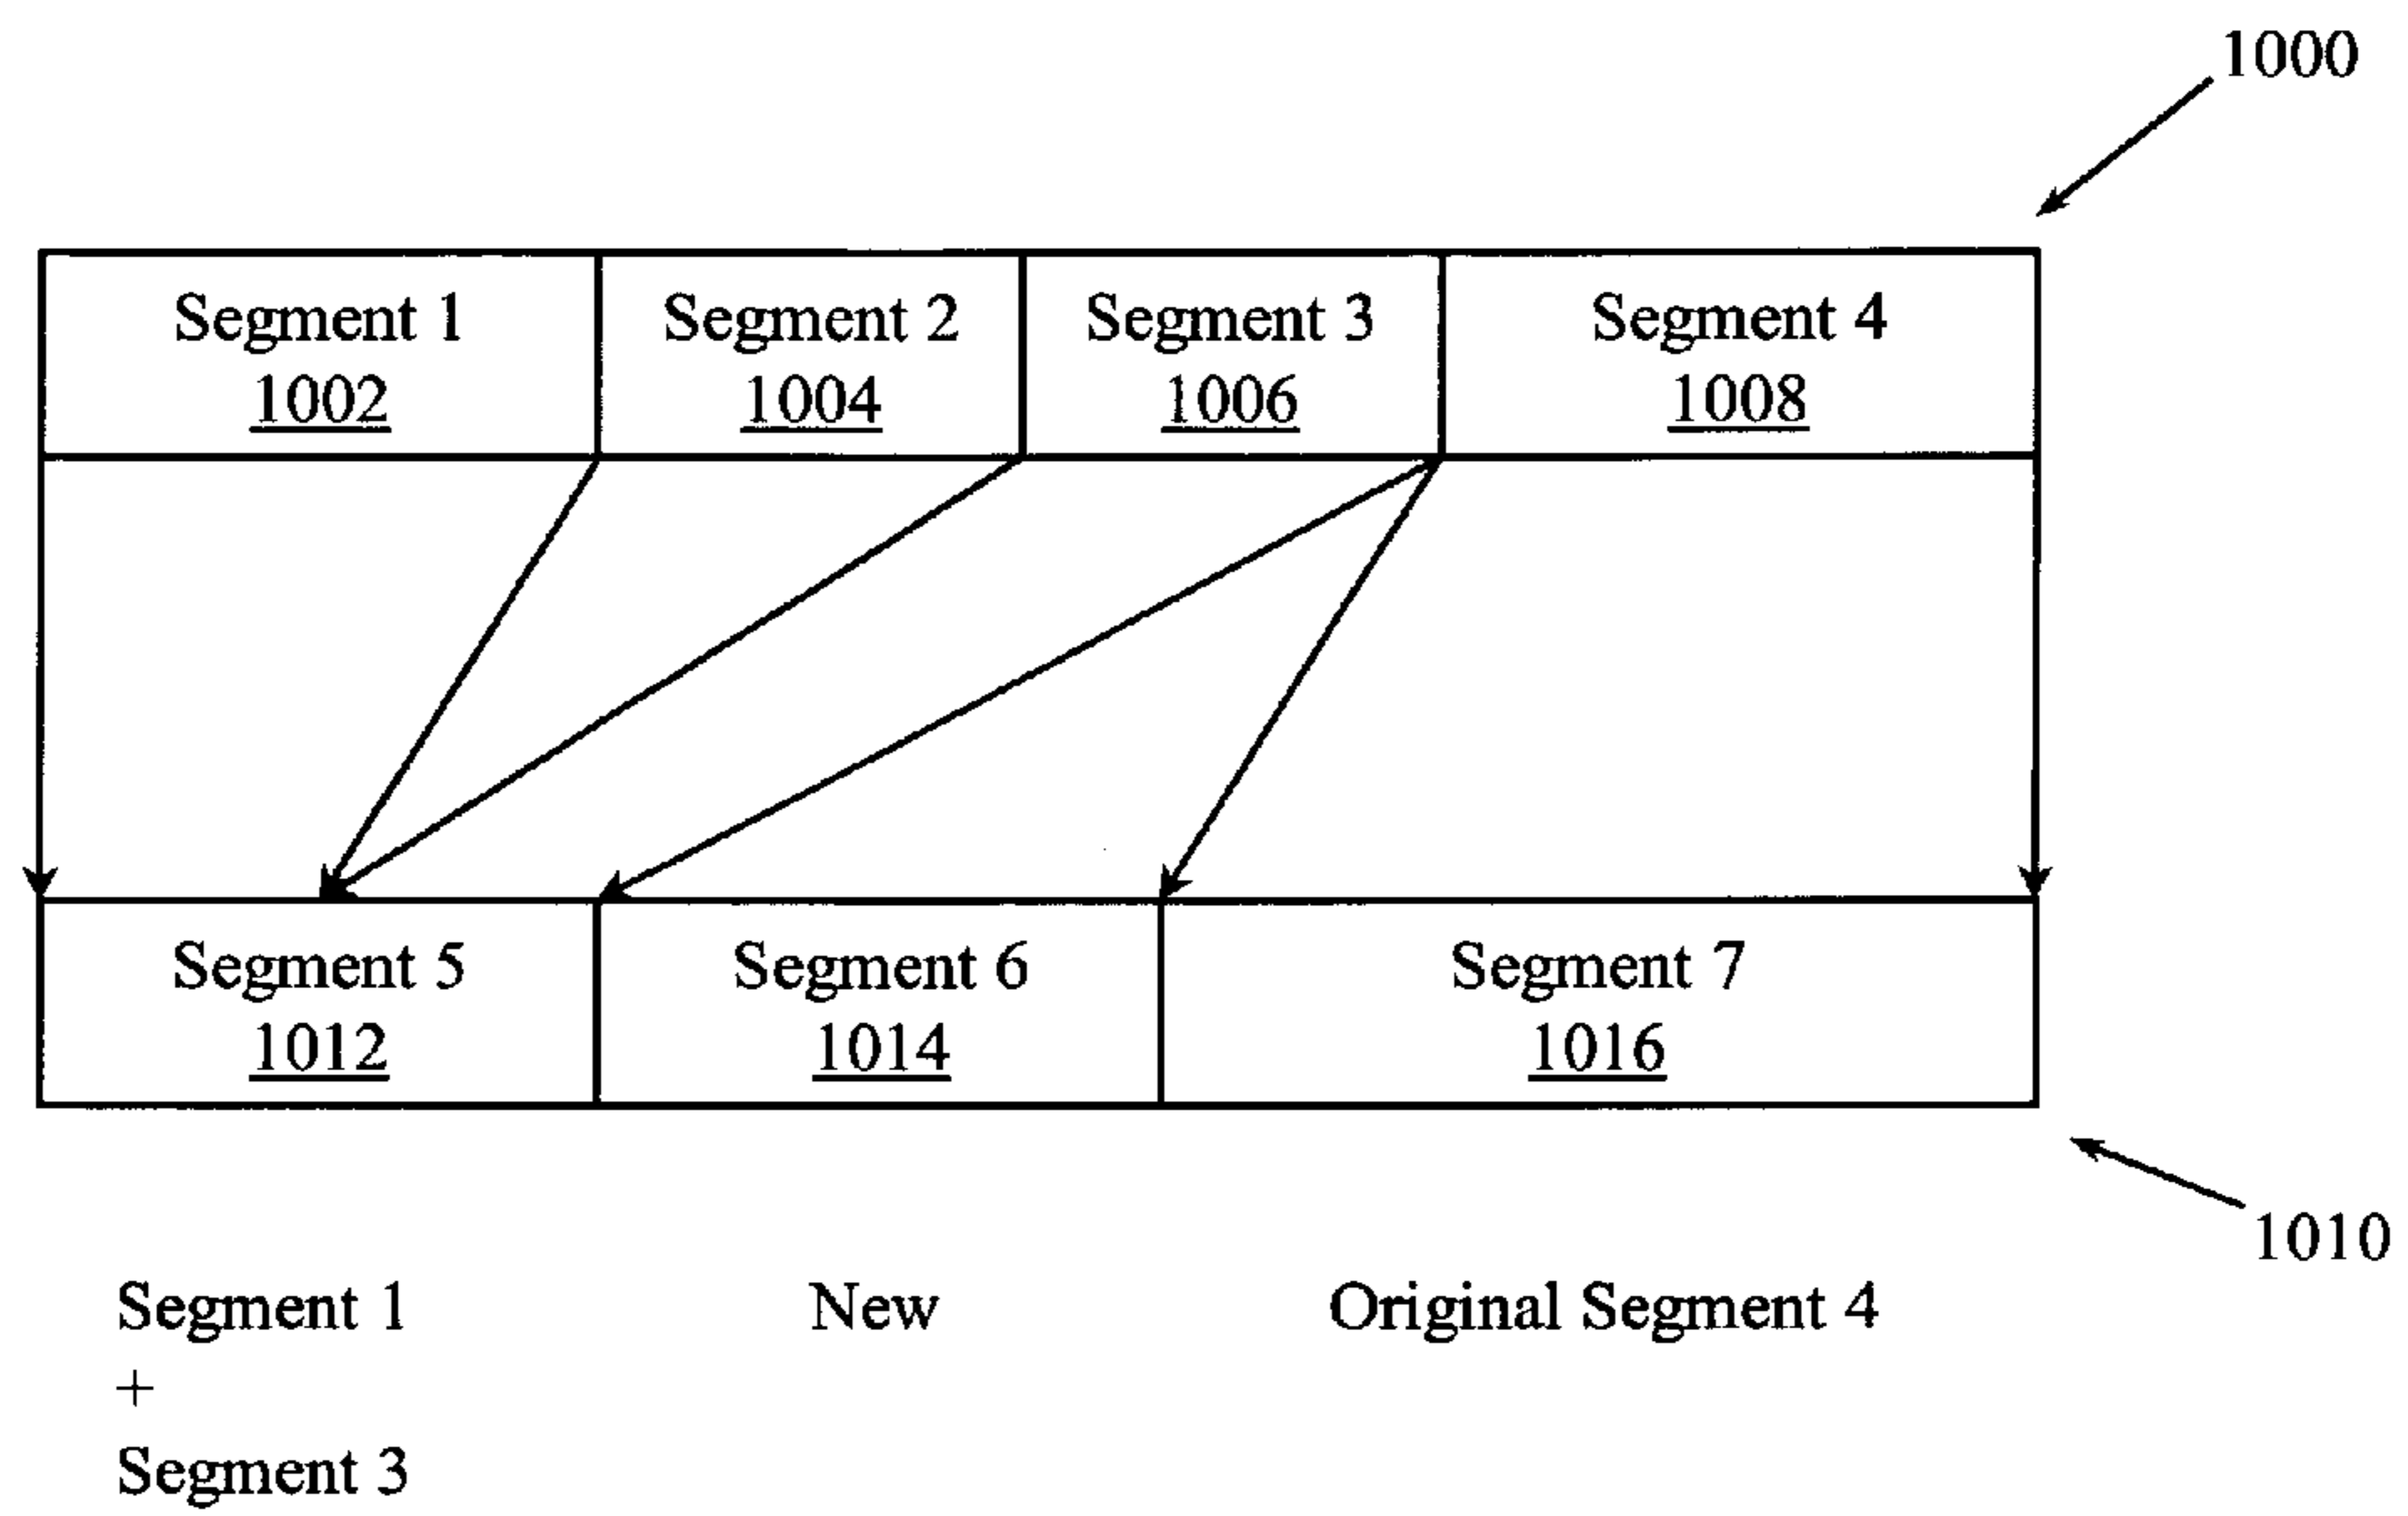 1000
Segment 1 Segment 2 Segment 3 Segment 4
1002 1004 1006 1008
Segment 5 Segment 6 Segment 7
1012 1014 1016
1010
Segment 1 New Original Segment 4
+
Segment 3